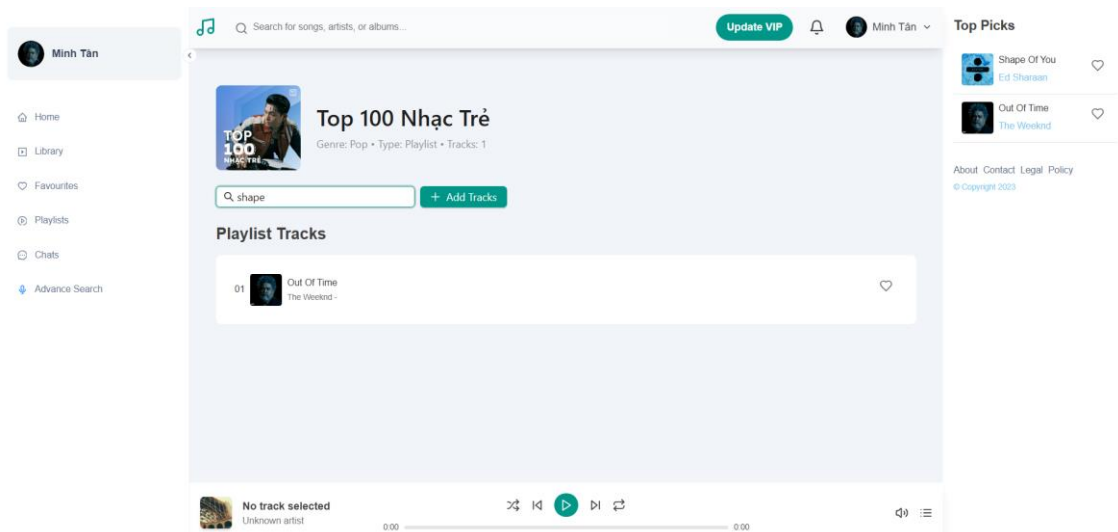 Minh Tân
Home
Library
Favourites
Playlists
Chats
Advance Search
Search for songs, artists, or albums...
Update VIP
Minh Tân
TOP
100
NHẠC TRẺ
Top 100 Nhạc Trẻ
Genre: Pop • Type: Playlist • Tracks: 1
shape
+ Add Tracks
Playlist Tracks
01
Out Of Time
The Weeknd -
No track selected
Unknown artist
0:00
0:00
Top Picks
Shape Of You
Ed Sharaan
Out Of Time
The Weeknd
About Contact Legal Policy
© Copyright 2023